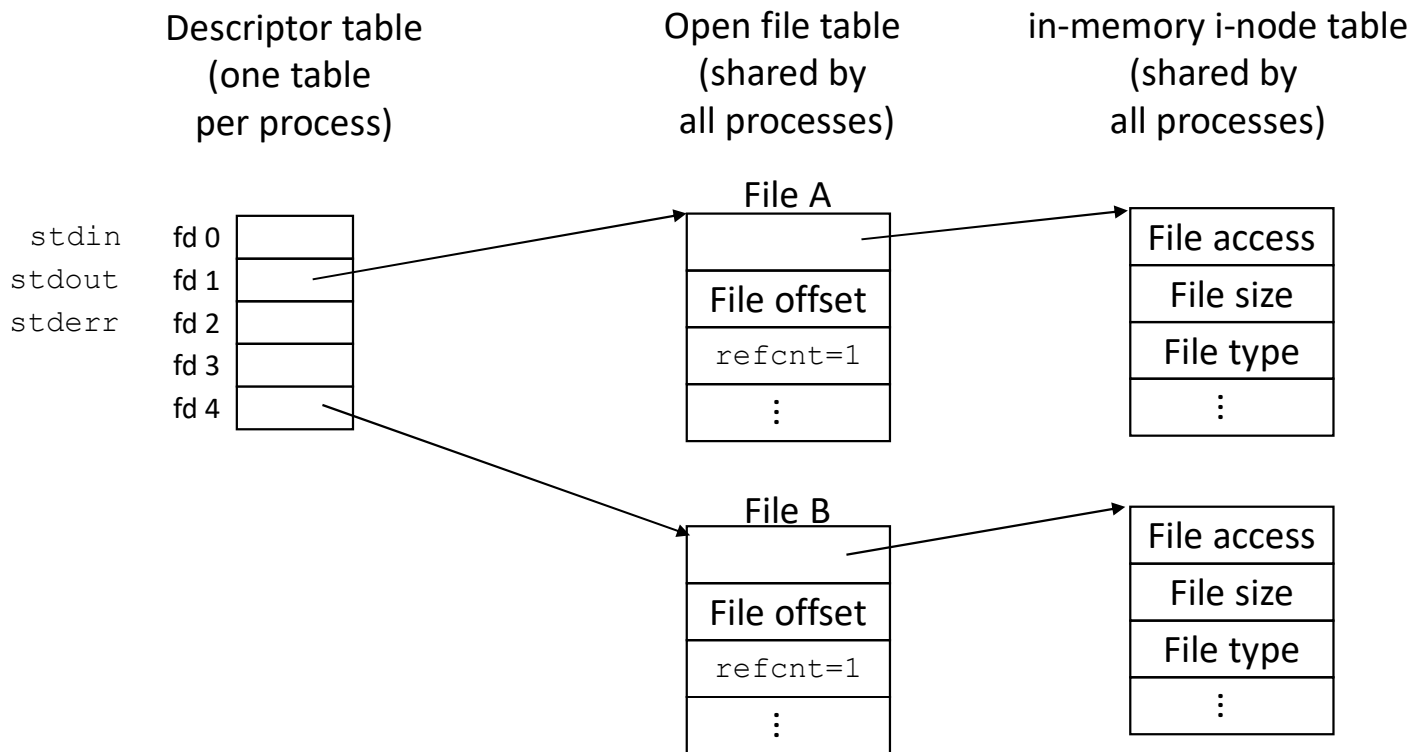 Descriptor table
(one table
per process)
Open file table
(shared by
all processes)
in-memory i-node table
(shared by
all processes)
stdin fd 0
stdout fd 1
stderr fd 2
fd 3
fd 4
File A
File offset
refcnt=1
⋮
File access
File size
File type
⋮
File B
File offset
refcnt=1
⋮
File access
File size
File type
⋮